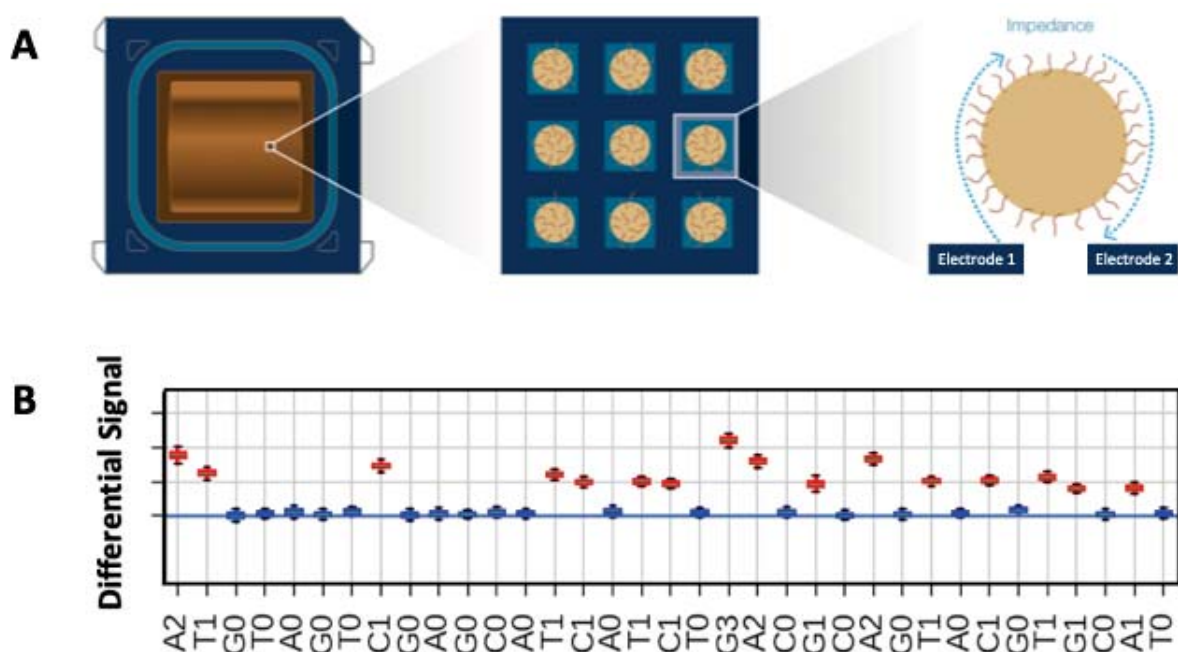 A
Impedance
Electrode 1
Electrode 2
B
Differential Signal
A2 T1 G0 T0 A0 G0 T0 C1 G0 A0 G0 C0 A0 T1 C1 A0 T1 C1 T0 G3 A2 C0 G1 C0 A2 G0 T1 A0 C1 G0 T1 G1 C0 A1 T0